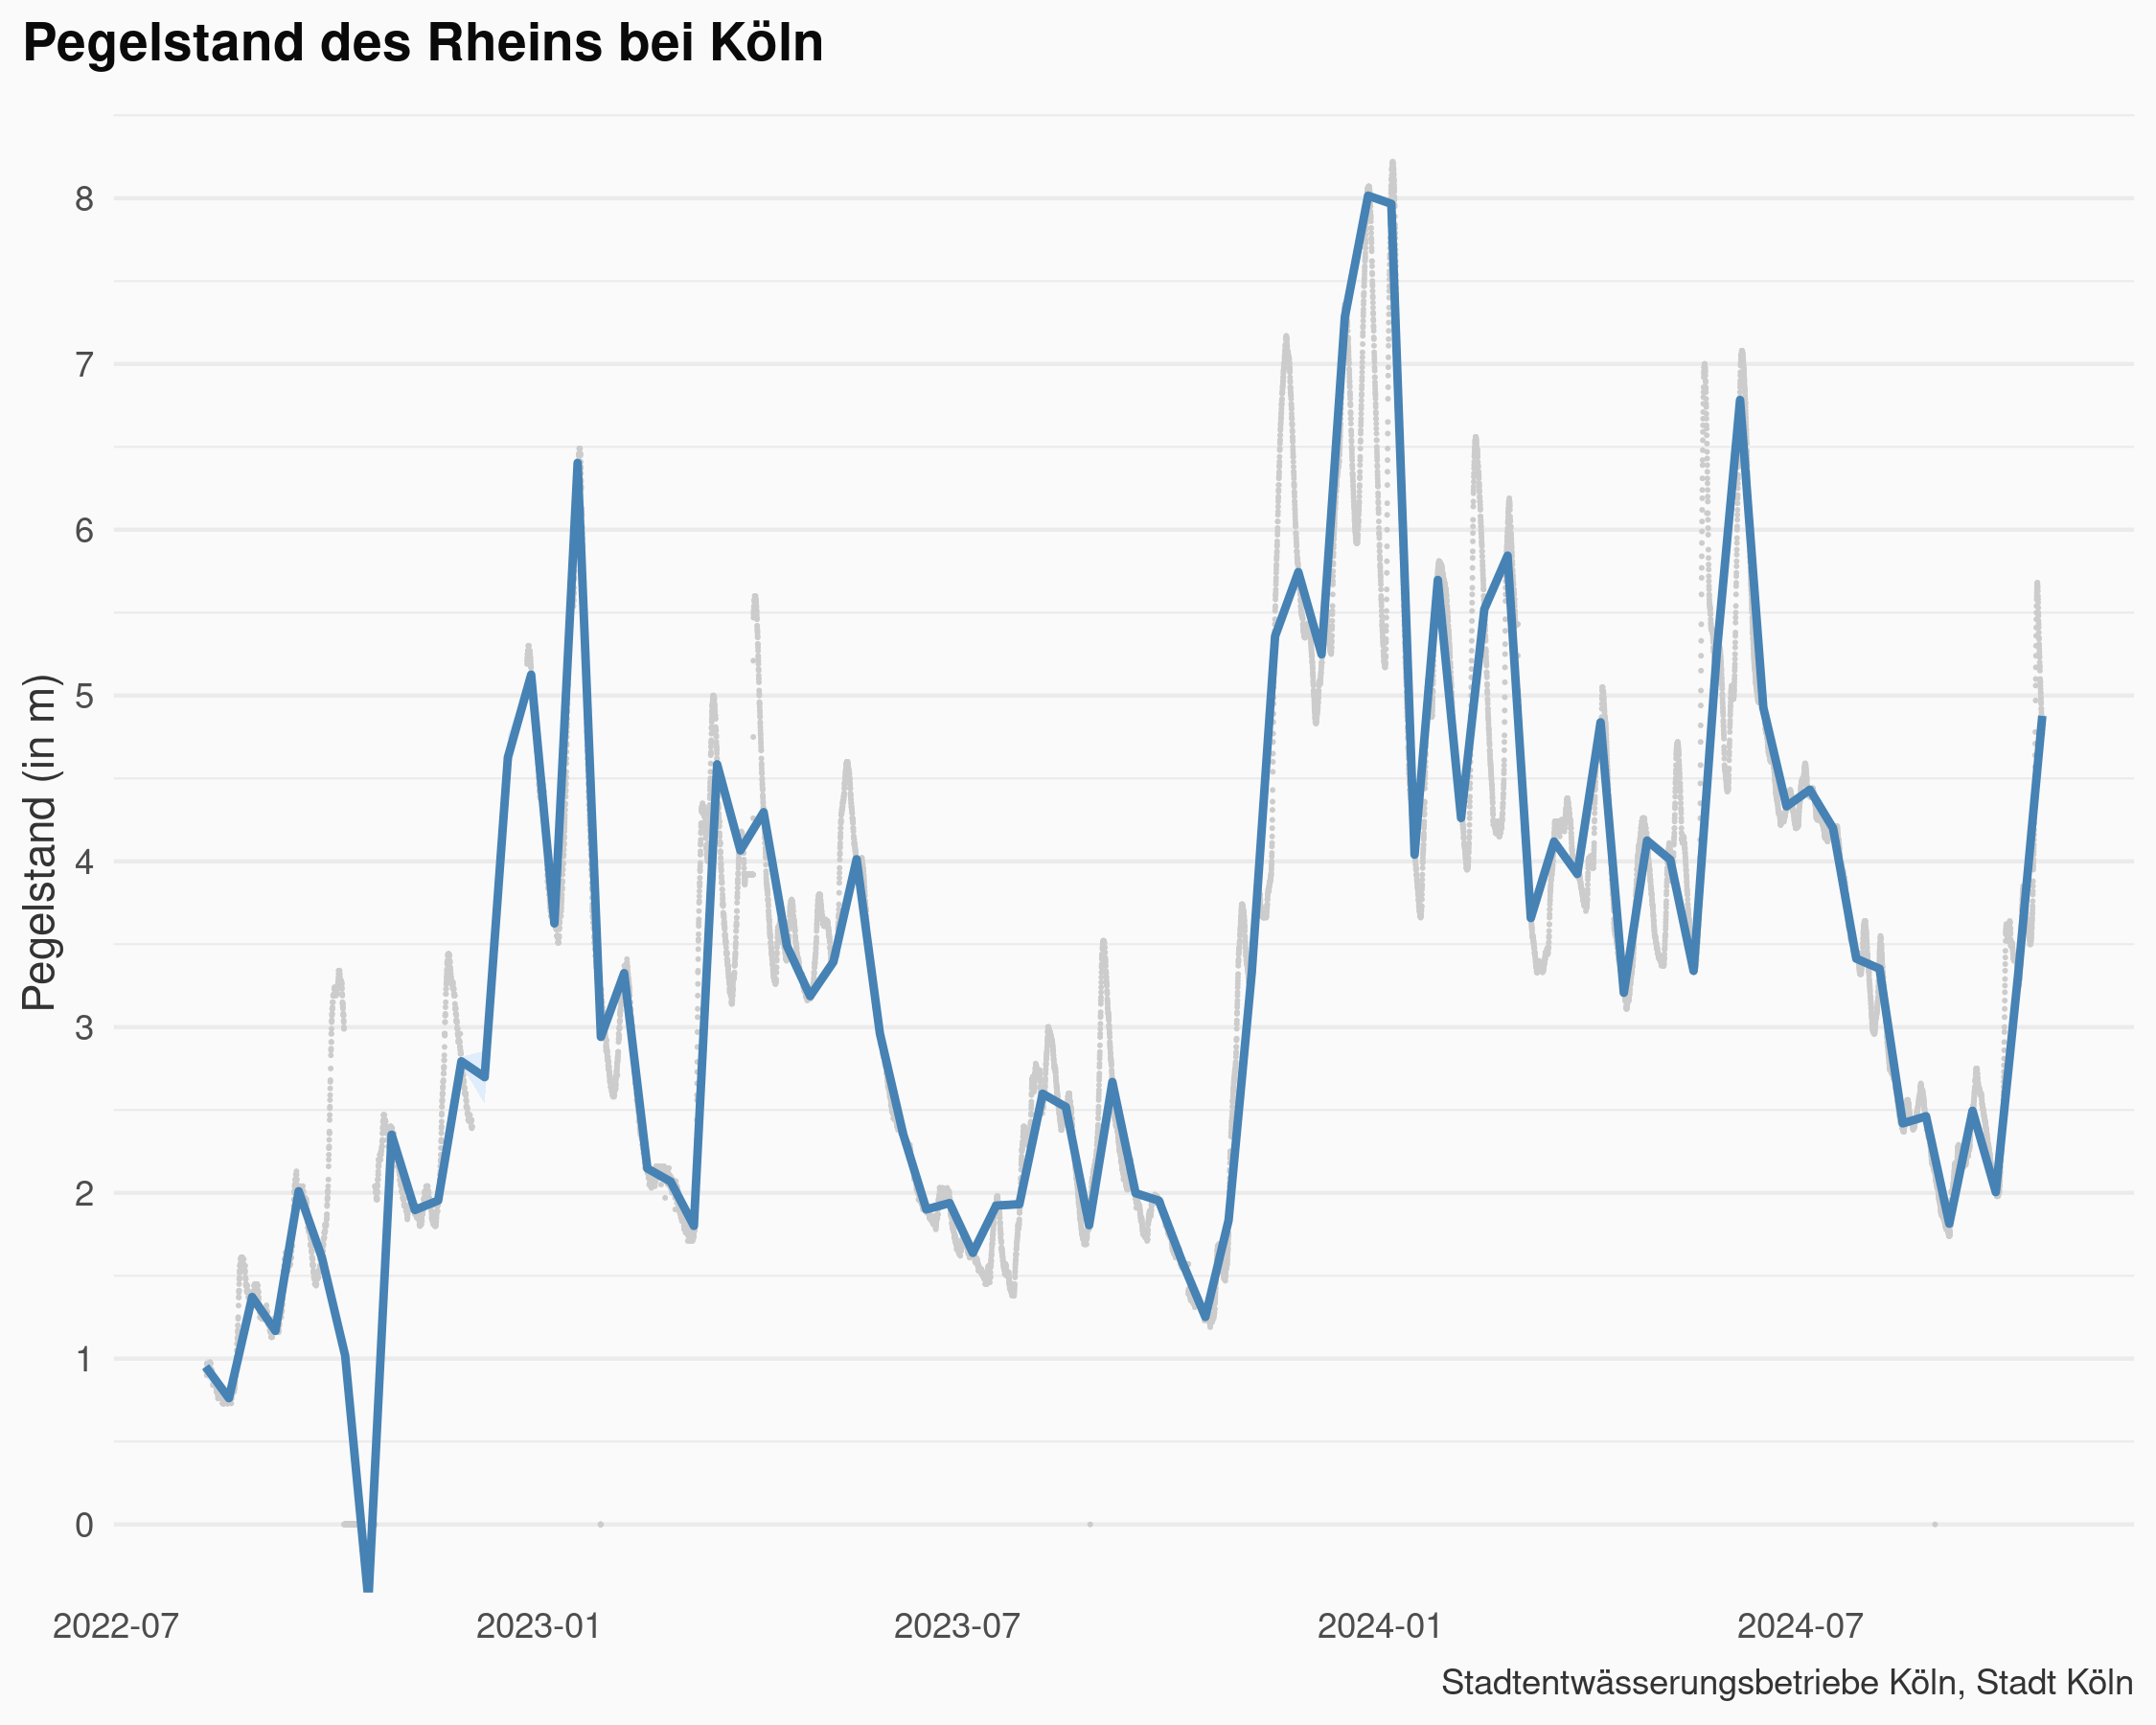 Pegelstand des Rheins bei Köln
Pegelstand (in m)
8
7
6
5
4
3
2
1
0
2022-07 2023-01 2023-07 2024-01 2024-07
Stadtentwässerungsbetriebe Köln, Stadt Köln